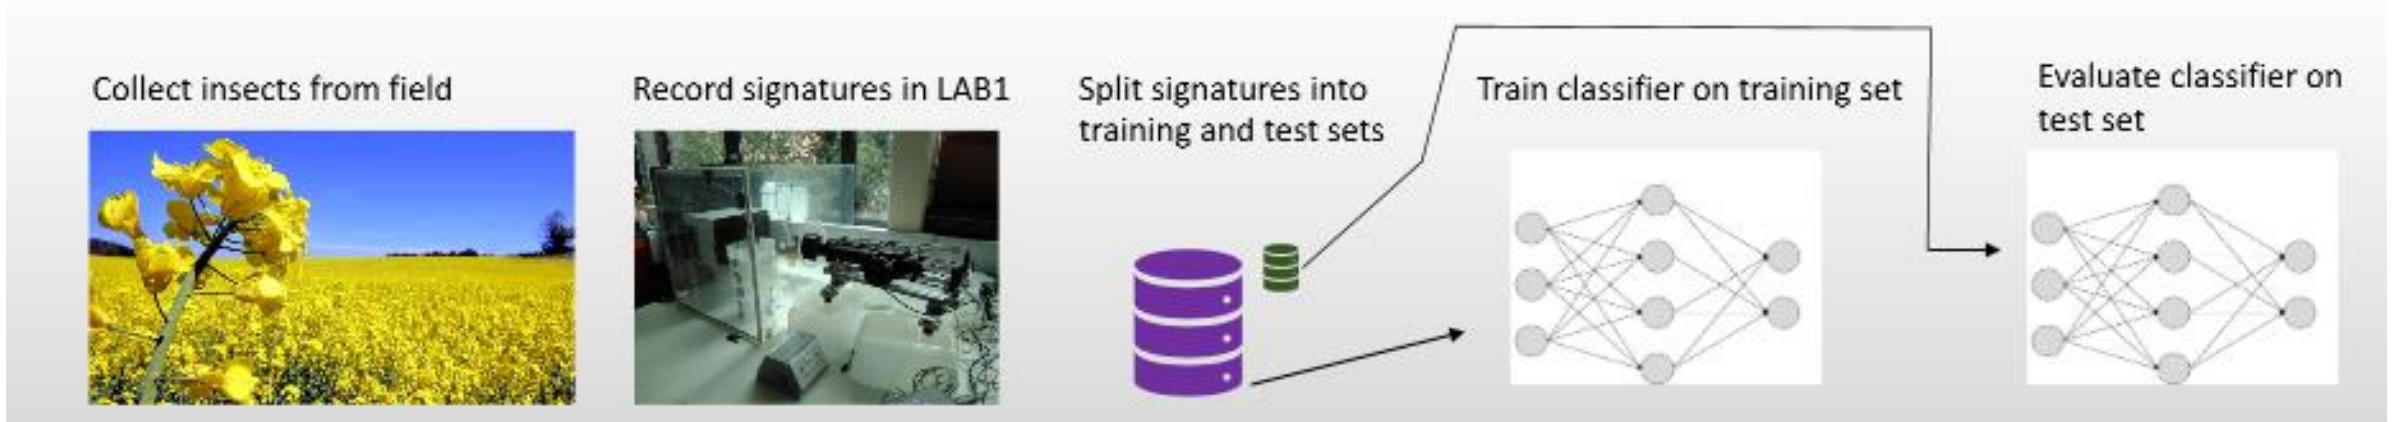 Collect insects from field
Record signatures in LAB1
Split signatures into
training and test sets
Train classifier on training set
Evaluate classifier on
test set